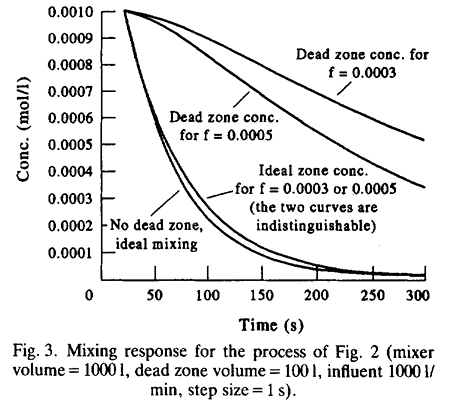 0.0010
0.0009
0.0008
0.0007
0.0006
0.0005
0.0004
0.0003
0.0002
0.0001
0
Conc. (mol/l)
Dead zone conc. for
f = 0.0003
Dead zone conc.
for f = 0.0005
Ideal zone conc.
for f = 0.0003 or 0.0005
(the two curves are
indistinguishable)
No dead zone,
ideal mixing
50
100
150
200
250
300
Time (s)
Fig. 3. Mixing response for the process of Fig. 2 (mixer
volume = 1000 l, dead zone volume = 100 l, influent 1000 l/
min, step size = 1 s).